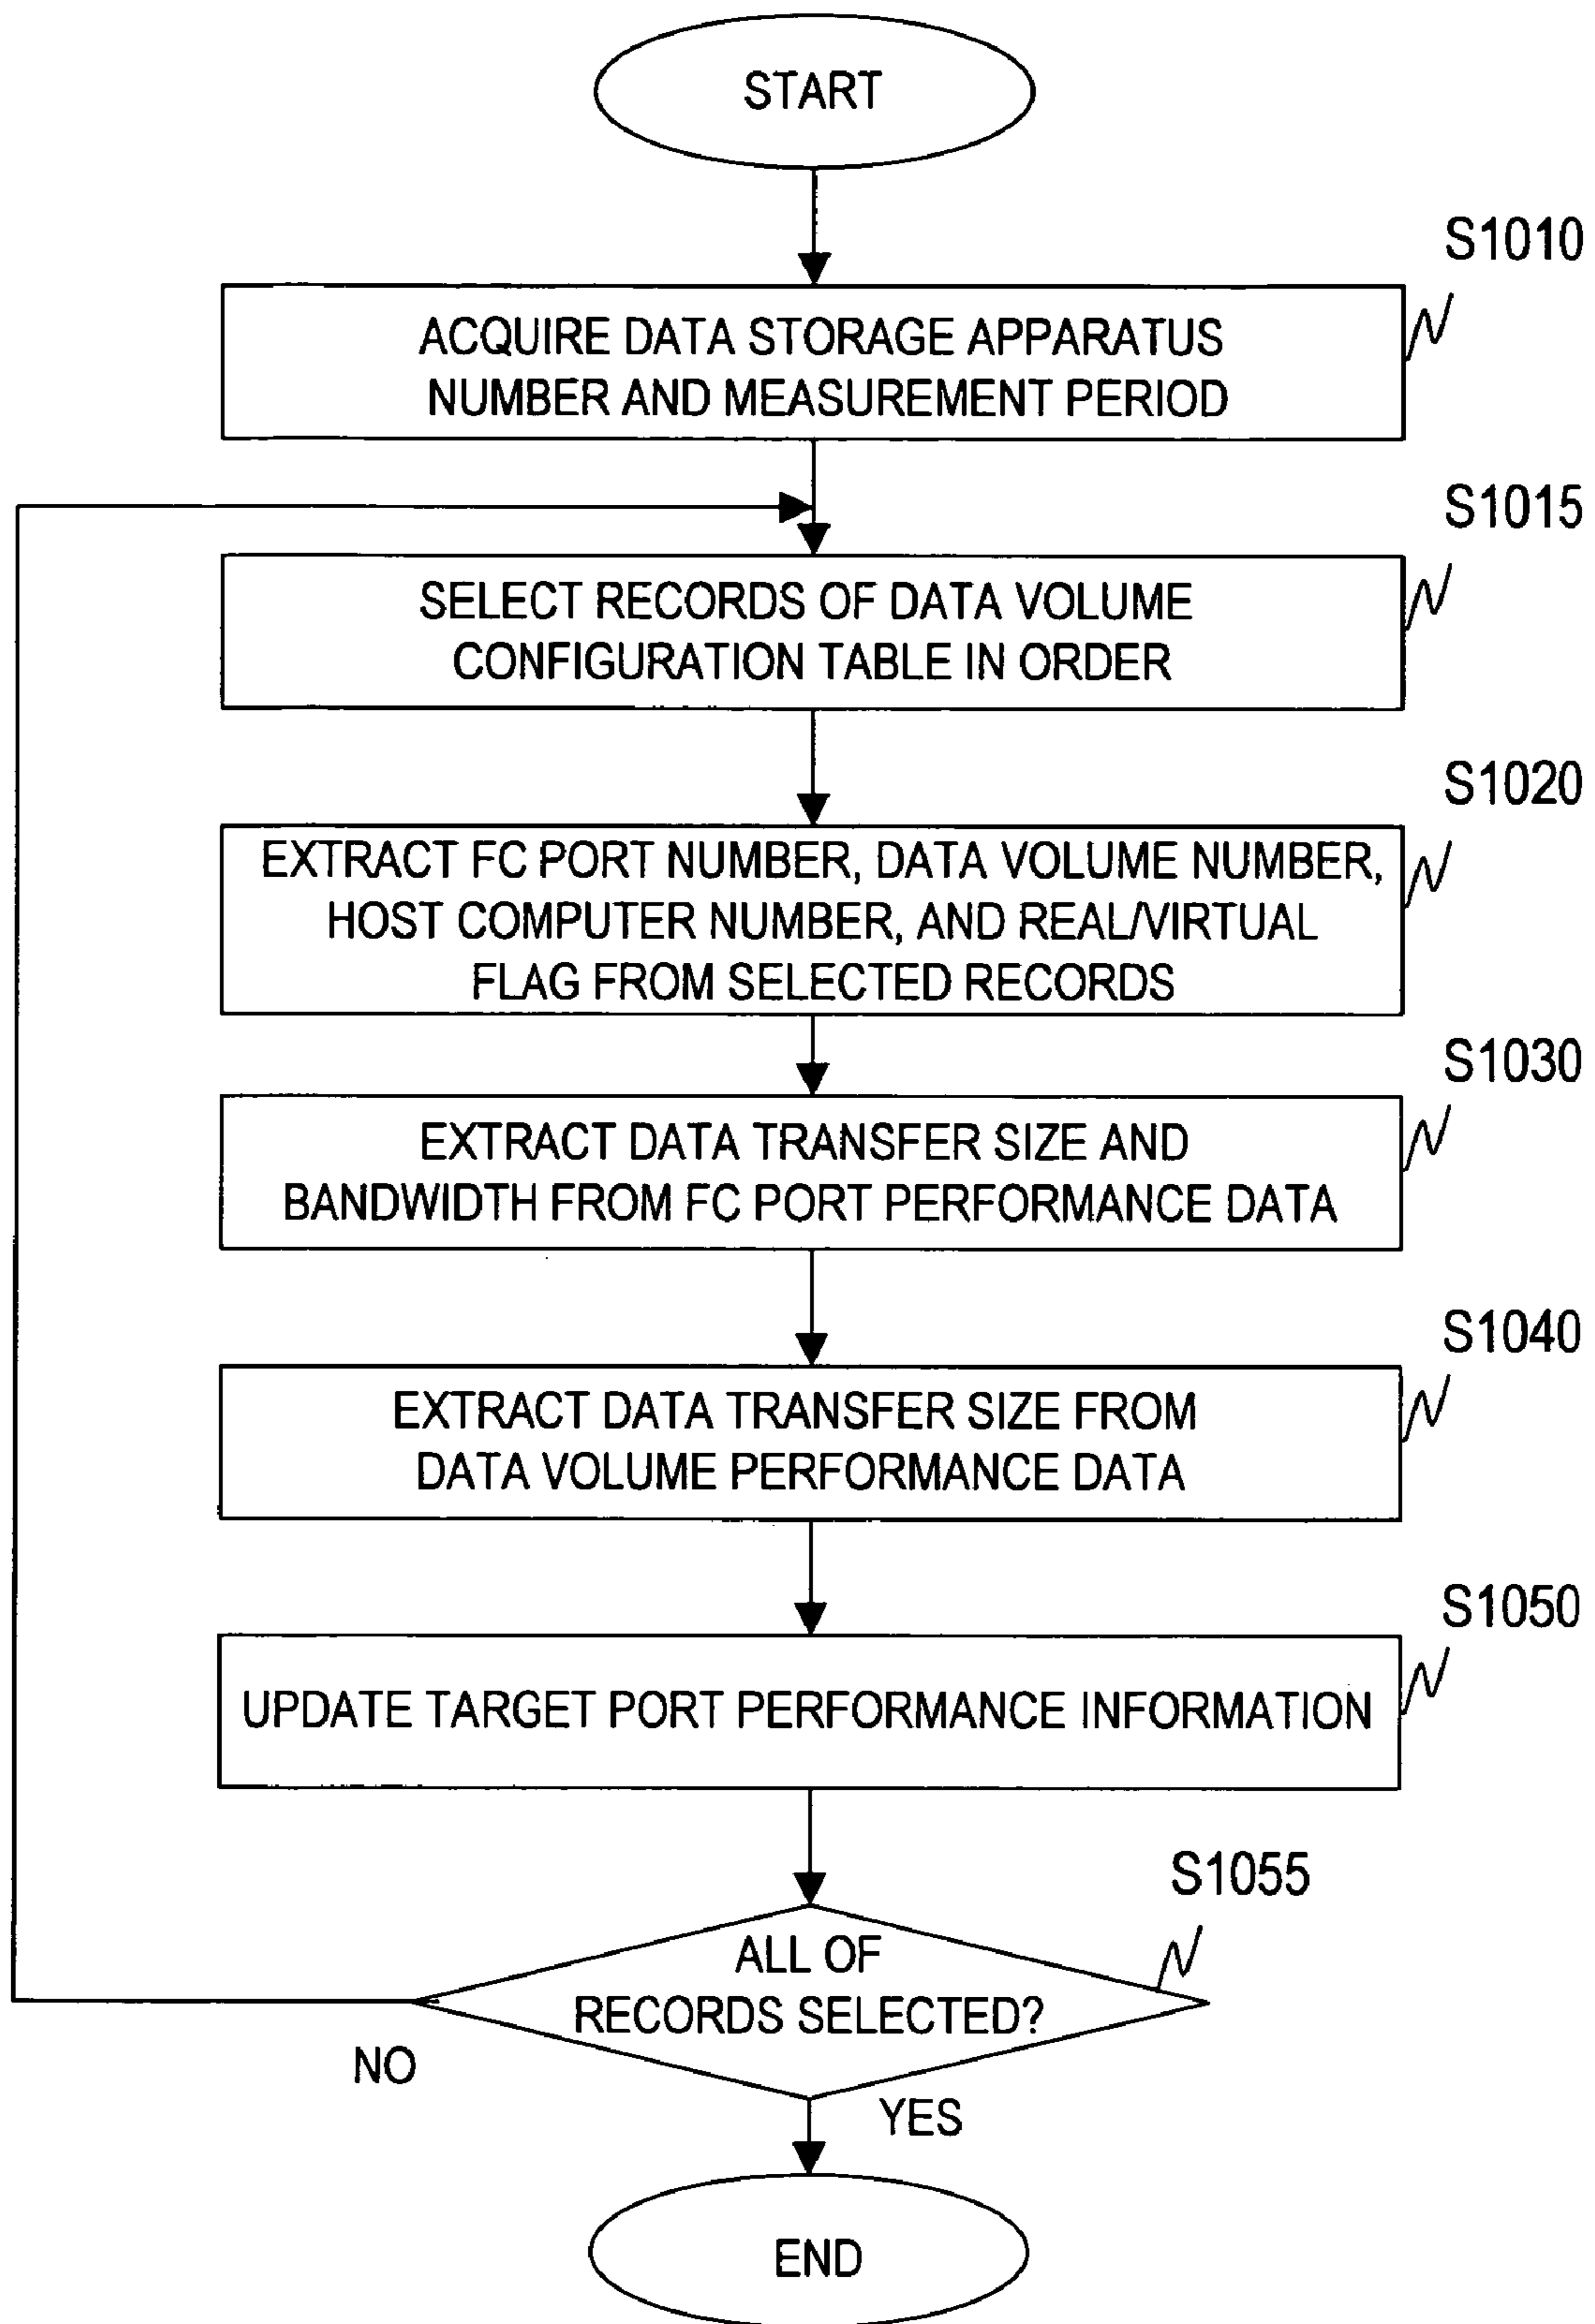 START
S1010
ACQUIRE DATA STORAGE APPARATUS
NUMBER AND MEASUREMENT PERIOD
S1015
SELECT RECORDS OF DATA VOLUME
CONFIGURATION TABLE IN ORDER
S1020
EXTRACT FC PORT NUMBER, DATA VOLUME NUMBER,
HOST COMPUTER NUMBER, AND REAL/VIRTUAL
FLAG FROM SELECTED RECORDS
S1030
EXTRACT DATA TRANSFER SIZE AND
BANDWIDTH FROM FC PORT PERFORMANCE DATA
S1040
EXTRACT DATA TRANSFER SIZE FROM
DATA VOLUME PERFORMANCE DATA
S1050
UPDATE TARGET PORT PERFORMANCE INFORMATION
S1055
ALL OF
RECORDS SELECTED?
NO
YES
END